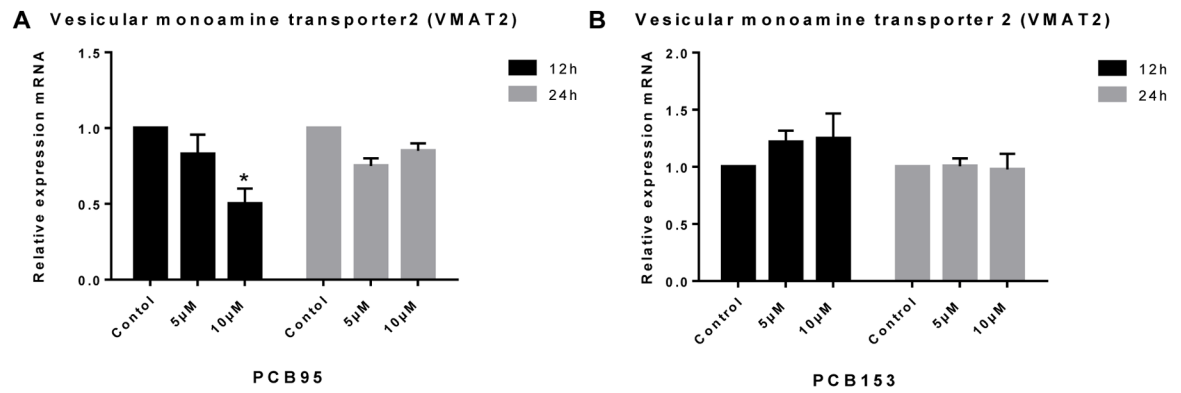 A Vesicular monoamine transporter2 (VMAT2)
Relative expression mRNA
1.5
1.0
0.5
0.0
*
12h
24h
Contol 5µM 10µM Contol 5µM 10µM
PCB95
B Vesicular monoamine transporter 2 (VMAT2)
Relative expression mRNA
2.0
1.5
1.0
0.5
0.0
12h
24h
Control 5µM 10µM Control 5µM 10µM
PCB153